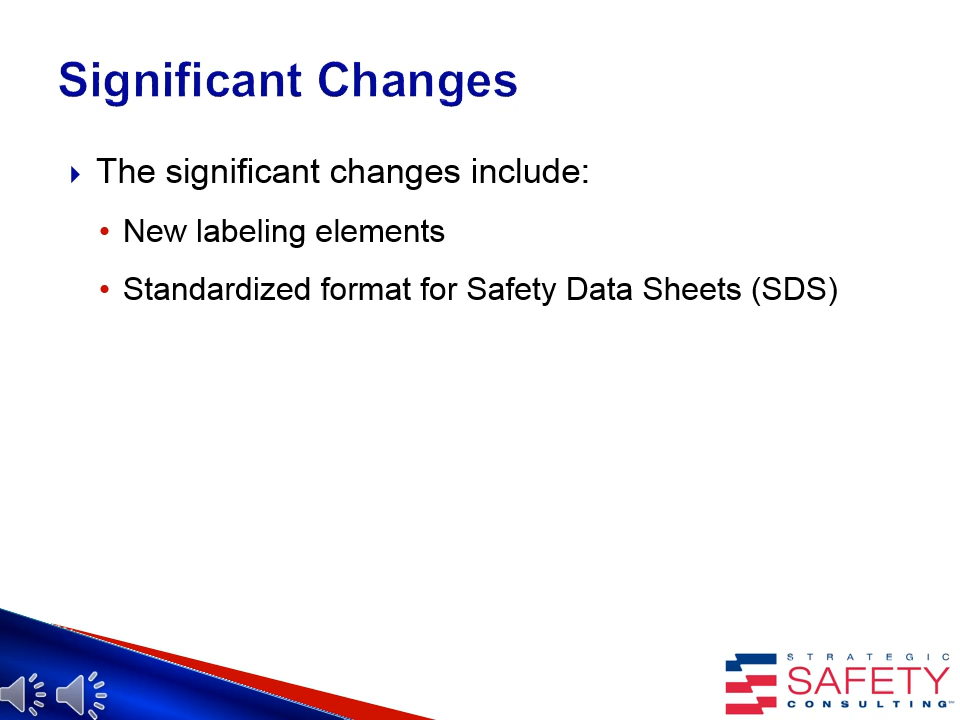 Significant Changes
The significant changes include:
• New labeling elements
• Standardized format for Safety Data Sheets (SDS)
STRATEGIC
SAFETY
CONSULTING